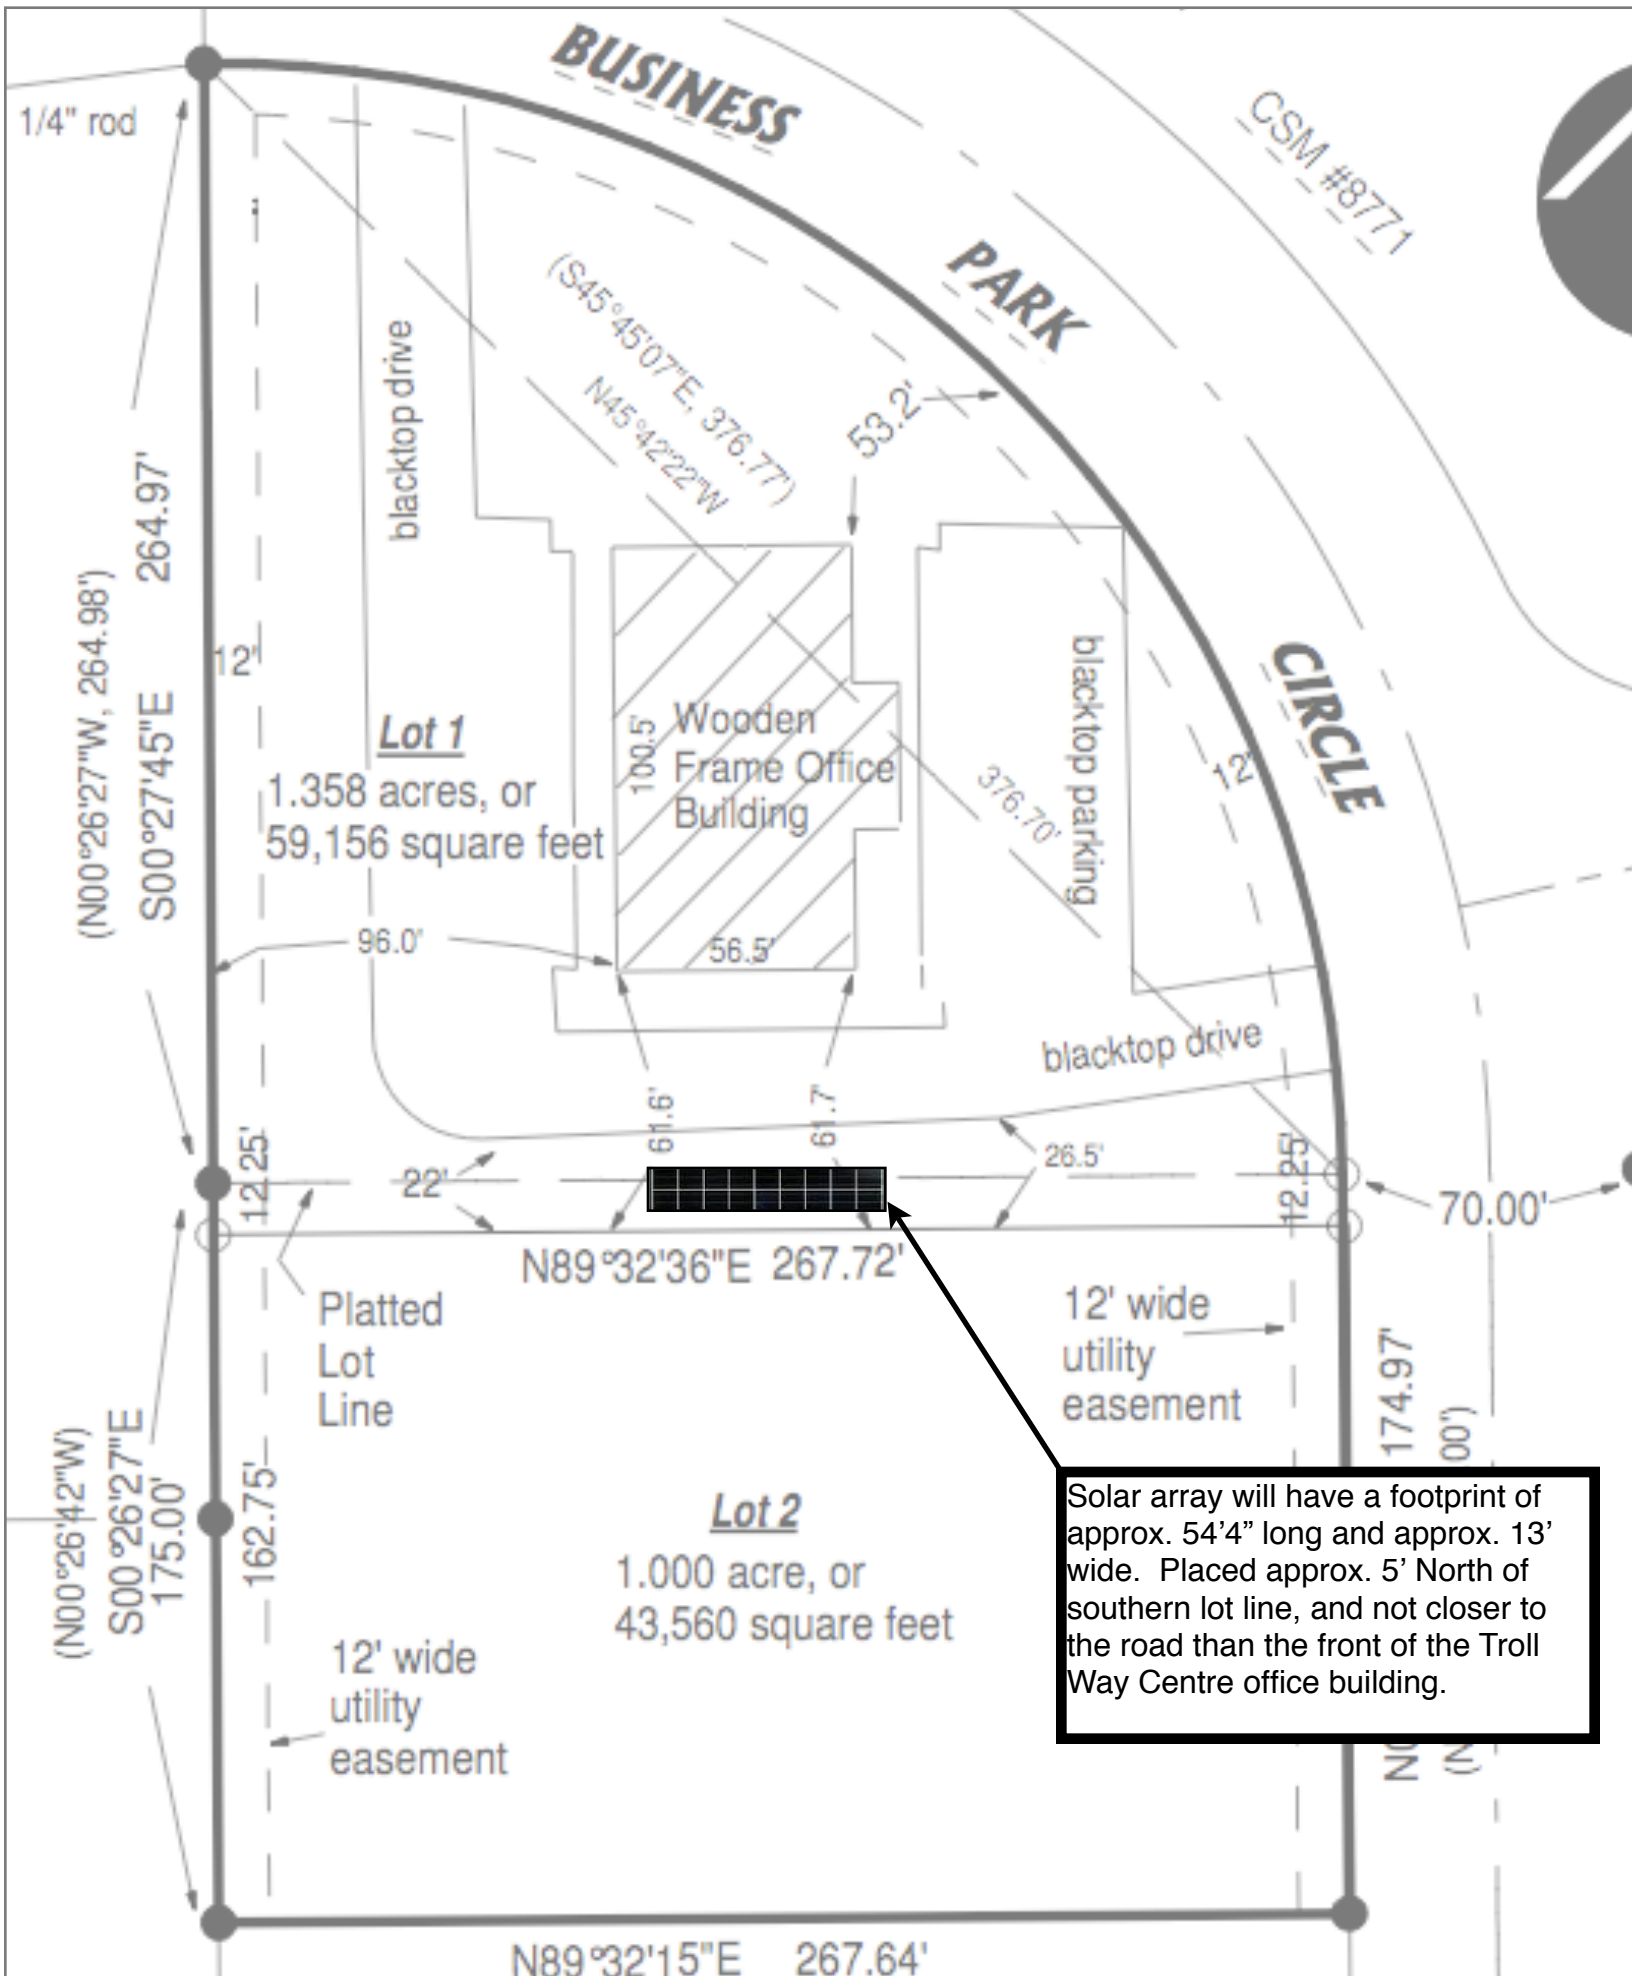 BUSINESS
PARK
CIRCLE
CSM #8771
1/4" rod
blacktop drive
(S45°45'07"E, 376.77')
N45°42'22"W
53.2'
264.97'
(N00°26'27"W, 264.98')
S00°27'45"E
12'
Lot 1
1.358 acres, or
59,156 square feet
100.5'
Wooden
Frame Office
Building
376.70'
blacktop parking
12'
96.0'
56.5'
blacktop drive
61.6'
61.7'
12.25'
22'
26.5'
12.25'
70.00'
N89°32'36"E 267.72'
Platted
Lot
Line
12' wide
utility
easement
174.97'
00')
(N00°26'42"W)
S00°26'27"E
175.00'
162.75'
Lot 2
1.000 acre, or
43,560 square feet
Solar array will have a footprint of
approx. 54'4” long and approx. 13’
wide.  Placed approx. 5’ North of
southern lot line, and not closer to
the road than the front of the Troll
Way Centre office building.
12' wide
utility
easement
N89°32'15"E 267.64'